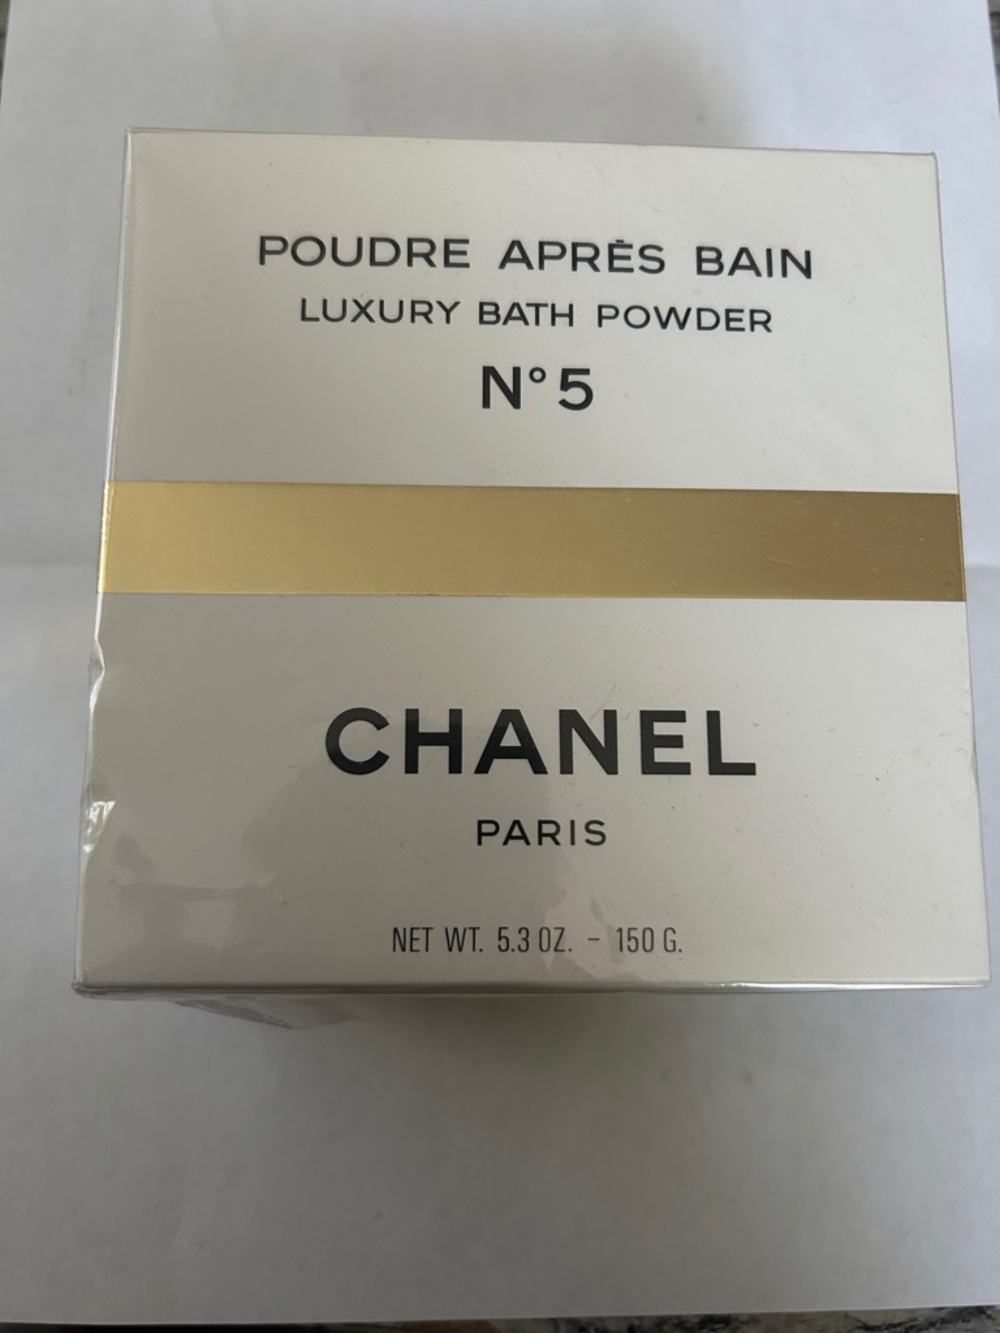 POUDRE APRÈS BAIN
LUXURY BATH POWDER
N° 5
CHANEL
PARIS
NET WT. 5.3 OZ. - 150 G.